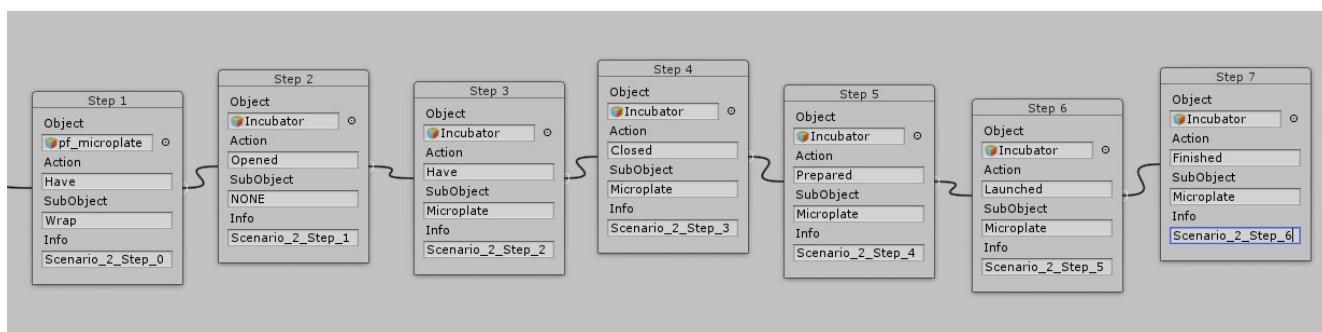 Step 1
Object
pf_microplate
Action
Have
SubObject
Wrap
Info
Scenario_2_Step_0
Step 2
Object
Incubator
Action
Opened
SubObject
NONE
Info
Scenario_2_Step_1
Step 3
Object
Incubator
Action
Have
SubObject
Microplate
Info
Scenario_2_Step_2
Step 4
Object
Incubator
Action
Closed
SubObject
Microplate
Info
Scenario_2_Step_3
Step 5
Object
Incubator
Action
Prepared
SubObject
Microplate
Info
Scenario_2_Step_4
Step 6
Object
Incubator
Action
Launched
SubObject
Microplate
Info
Scenario_2_Step_5
Step 7
Object
Incubator
Action
Finished
SubObject
Microplate
Info
Scenario_2_Step_6